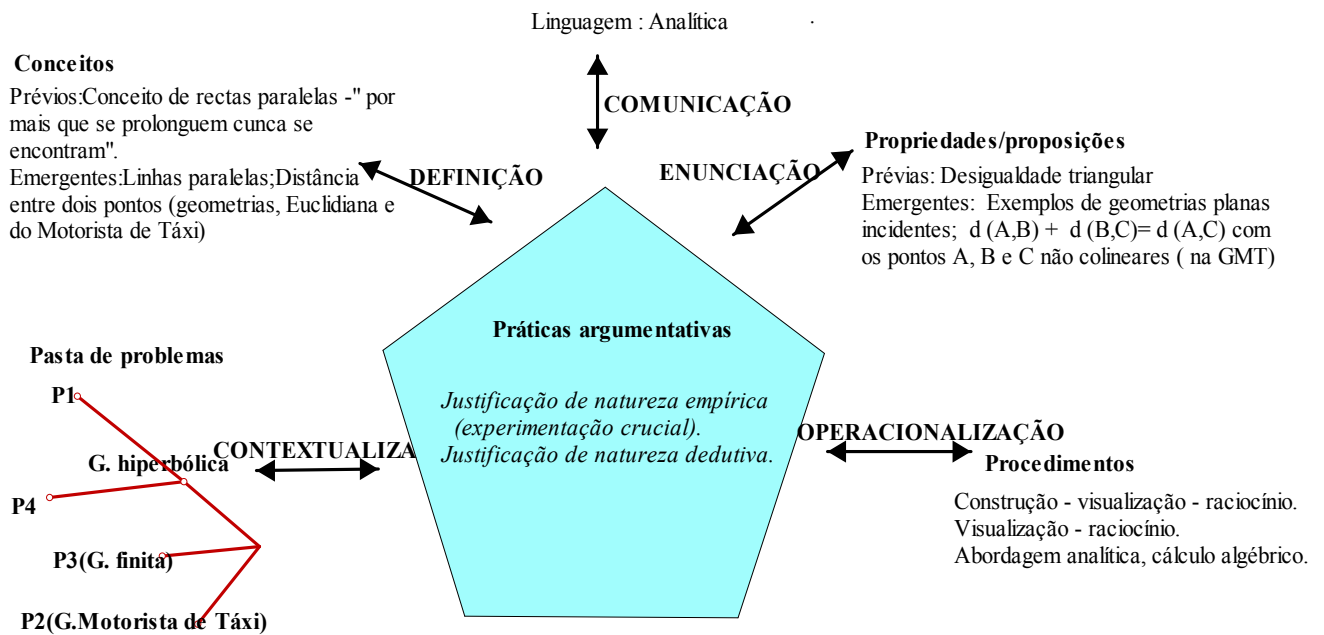 Linguagem : Analítica .
COMUNICAÇÃO
Conceitos
Prévios:Conceito de rectas paralelas -" por
mais que se prolonguem cunca se
encontram".
Emergentes:Linhas paralelas;Distância
entre dois pontos (geometrias, Euclidiana e
do Motorista de Táxi)
DEFINIÇÃO
ENUNCIAÇÃO
Propriedades/proposições
Prévias: Desigualdade triangular
Emergentes: Exemplos de geometrias planas
incidentes; d (A,B) + d (B,C)= d (A,C) com
os pontos A, B e C não colineares ( na GMT)
Práticas argumentativas
Justificação de natureza empírica
(experimentação crucial).
Justificação de natureza dedutiva.
Pasta de problemas
P1
G. hiperbólica
P4
P3(G. finita)
P2(G.Motorista de Táxi)
CONTEXTUALIZA
OPERACIONALIZAÇÃO
Procedimentos
Construção - visualização - raciocínio.
Visualização - raciocínio.
Abordagem analítica, cálculo algébrico.